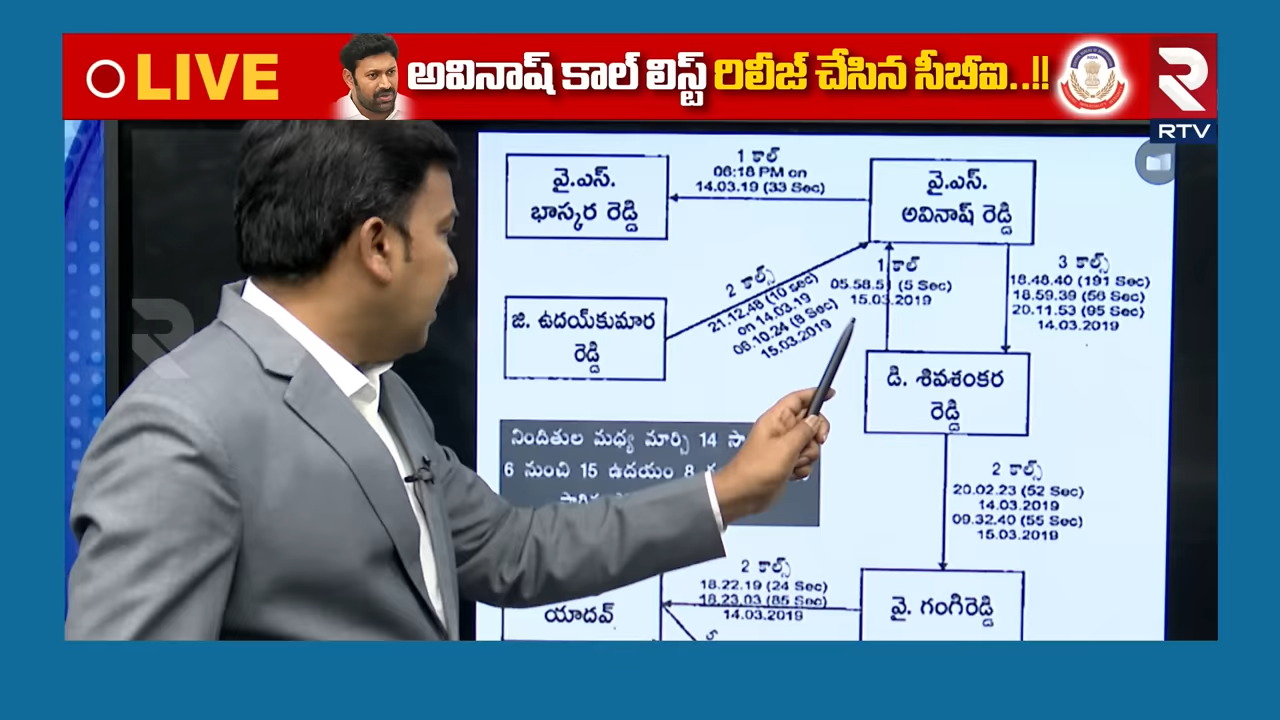 LIVE
అవినాష్ కాల్ లిస్ట్ రిలీజ్ చేసిన సీబీఐ..!!
R
RTV
వై.ఎస్.
భాస్కర రెడ్డి
1 కాల్
06:18 PM on
14.03.19 (33 Sec)
వై.ఎస్.
అవినాష్ రెడ్డి
2 కాల్స్
21.12.48 (10 sec)
on 14.03.19
06.10.24 (8 Sec)
15.03.2019
1 కాల్
05.58.51 (5 Sec)
15.03.2019
3 కాల్స్
18.48.40 (191 Sec)
18.59.39 (56 Sec)
20.11.53 (95 Sec)
14.03.2019
జి. ఉదయ్‌కుమార
రెడ్డి
డి. శివశంకర
రెడ్డి
నిందితుల మధ్య మార్చి 14
6 నుంచి 15 ఉదయం 8
2 కాల్స్
20.02.23 (52 Sec)
14.03.2019
09.32.40 (55 Sec)
15.03.2019
2 కాల్స్
18.22.19 (24 Sec)
18.23.03 (85 Sec)
14.03.2019
యాదవ్
వై. గంగిరెడ్డి